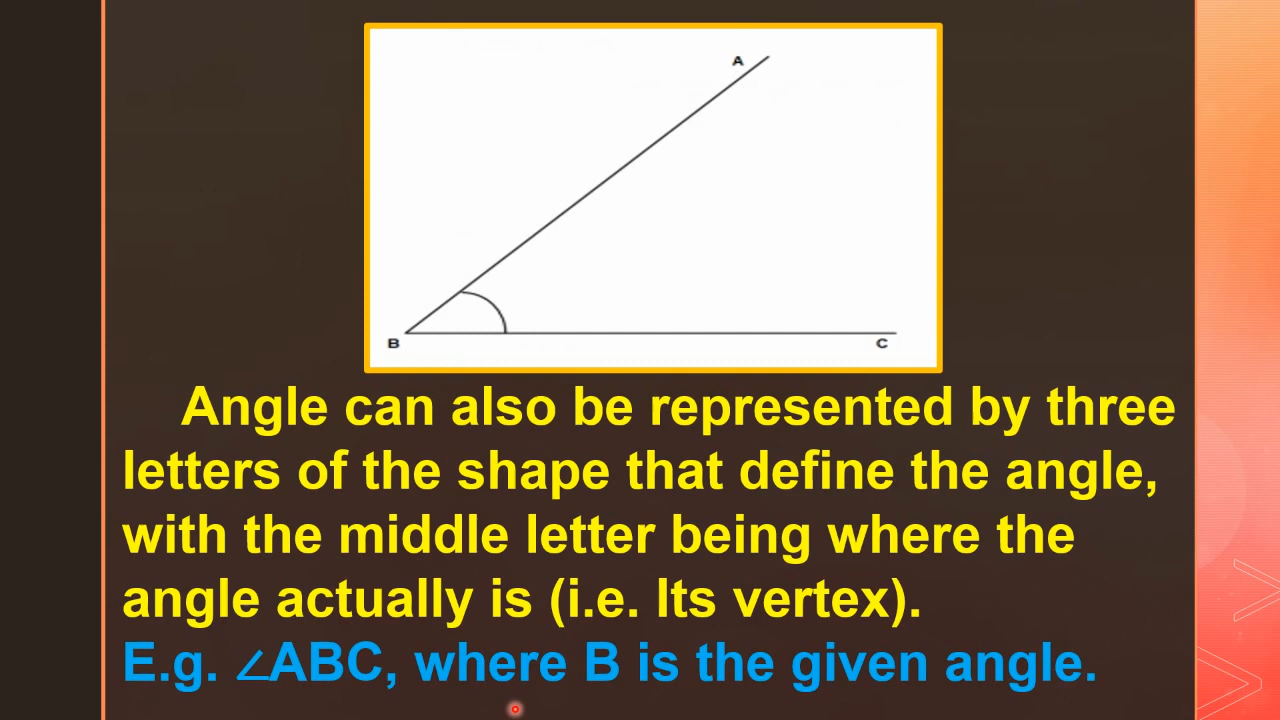 A
B
C
Angle can also be represented by three
letters of the shape that define the angle,
with the middle letter being where the
angle actually is (i.e. Its vertex).
E.g. ∠ABC, where B is the given angle.